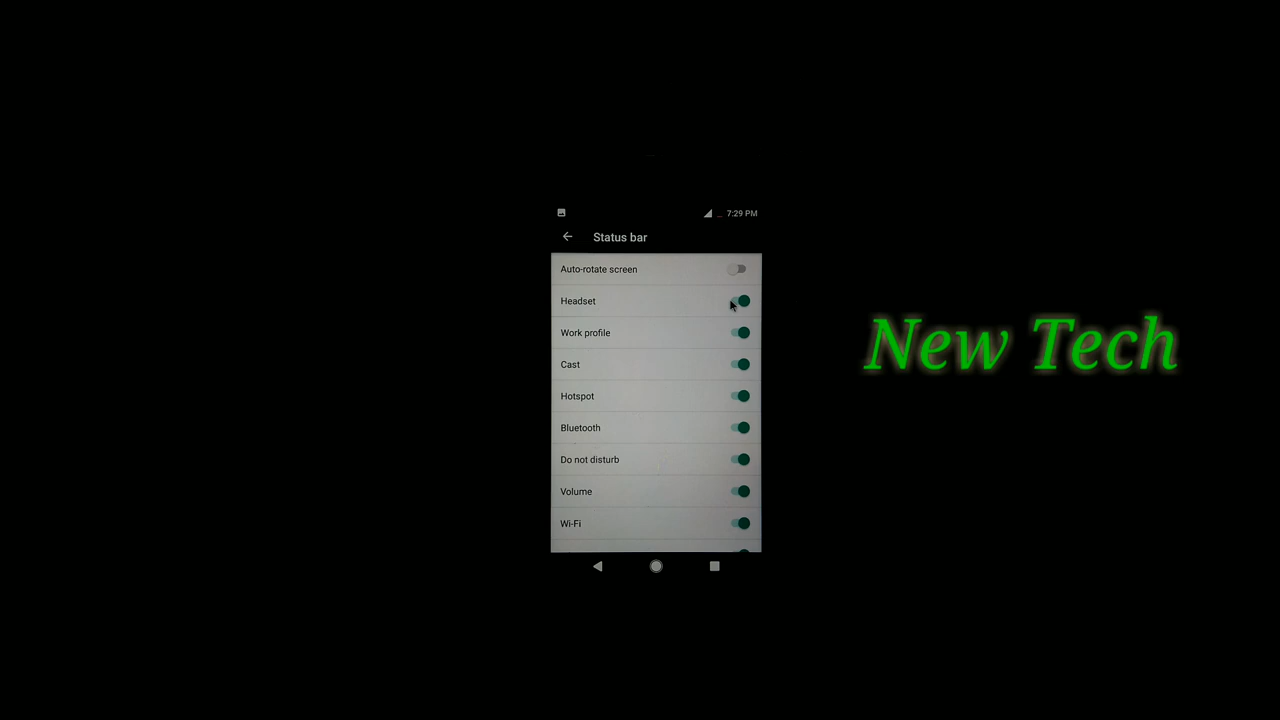 7:29 PM
Status bar
Auto-rotate screen
Headset
Work profile
Cast
Hotspot
Bluetooth
Do not disturb
Volume
Wi-Fi
New Tech